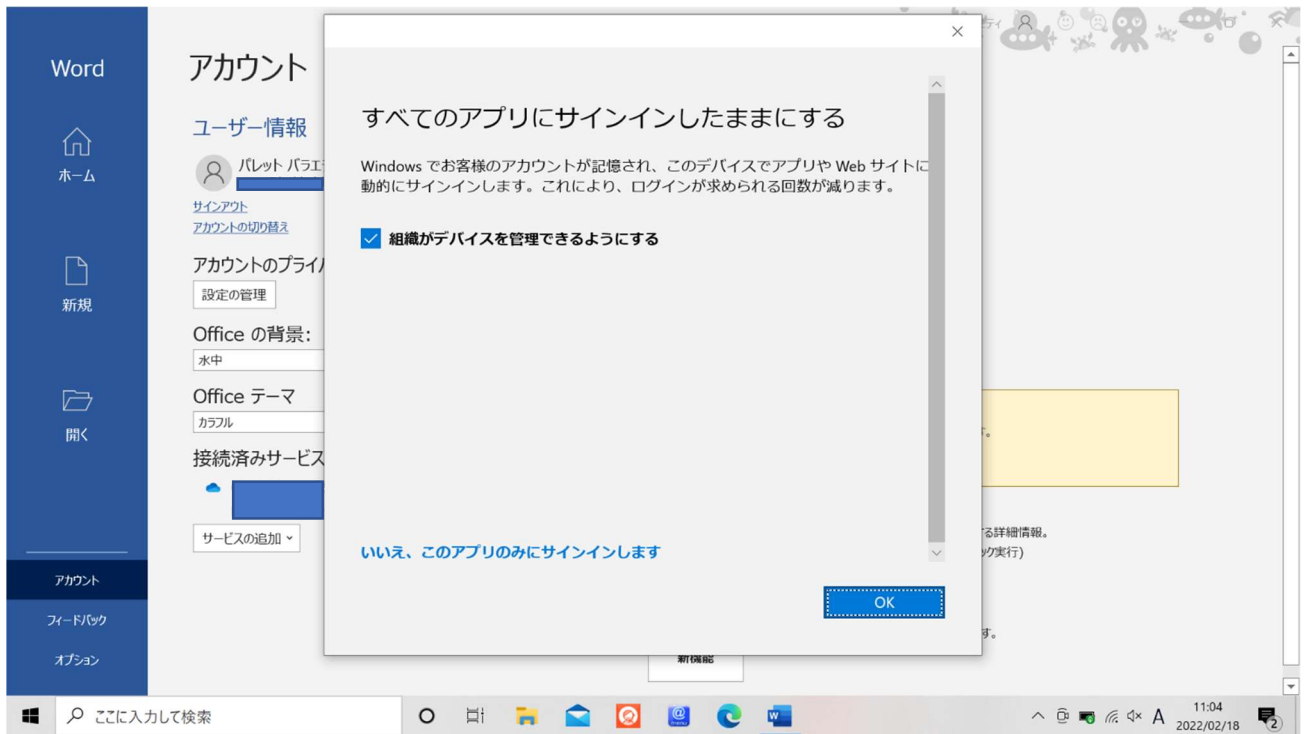 Word
ホーム
新規
開く
アカウント
フィードバック
オプション
アカウント
ユーザー情報
パレット バラエ
サインアウト
アカウントの切り替え
アカウントのプライ
設定の管理
Office の背景:
水中
Office テーマ
カラフル
接続済みサービス
サービスの追加
すべてのアプリにサインインしたままにする
Windows でお客様のアカウントが記憶され、このデバイスでアプリや Web サイトに
動的にサインインします。これにより、ログインが求められる回数が減ります。
組織がデバイスを管理できるようにする
いいえ、このアプリのみにサインインします
OK
ティ
す。
る詳細情報。
ック実行)
す。
新機能
ここに入力して検索
A
11:04
2022/02/18
2